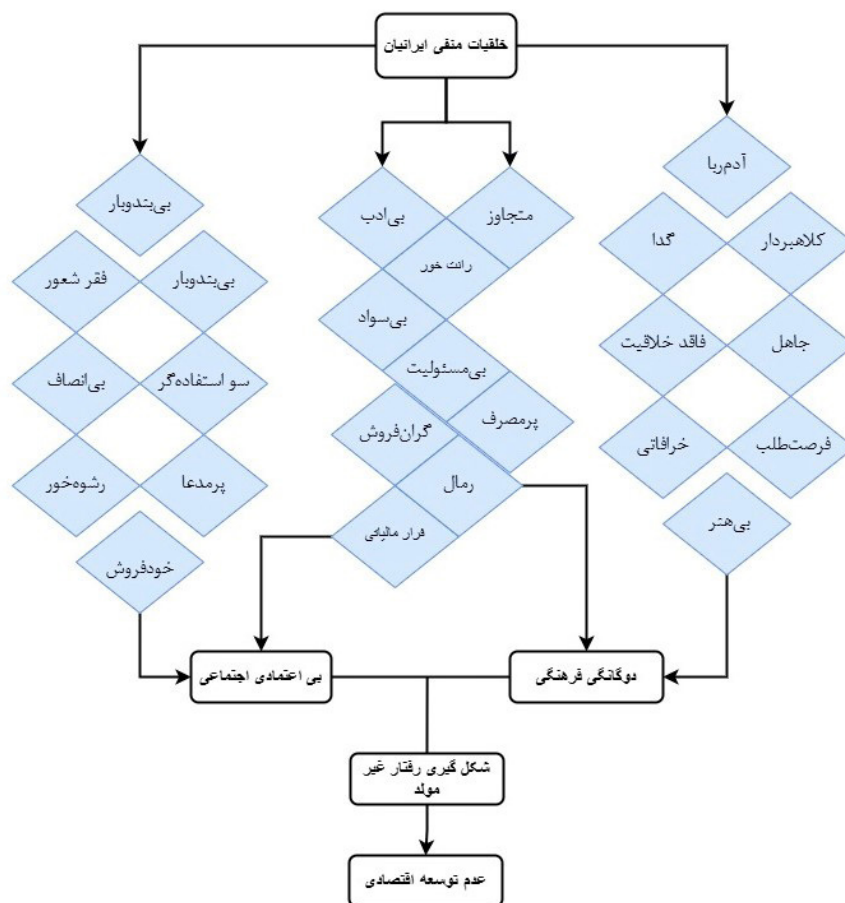 خلقیات منفی ایرانیان
آدم‌ربا
کلاهبردار
گدا
جاهل
فاقد خلاقیت
فرصت‌طلب
خرافاتی
بی‌هنر
متجاوز
بی‌ادب
رانت خور
بی‌سواد
بی‌مسئولیت
پرمصرف
گران‌فروش
رمال
فرار مالیاتی
بی‌بندوبار
بی‌بندوبار
فقر شعور
سو استفاده‌گر
بی‌انصاف
پرمدعا
رشوه‌خور
خودفروش
دوگانگی فرهنگی
بی اعتمادی اجتماعی
شکل گیری رفتار غیر
مولد
عدم توسعه اقتصادی